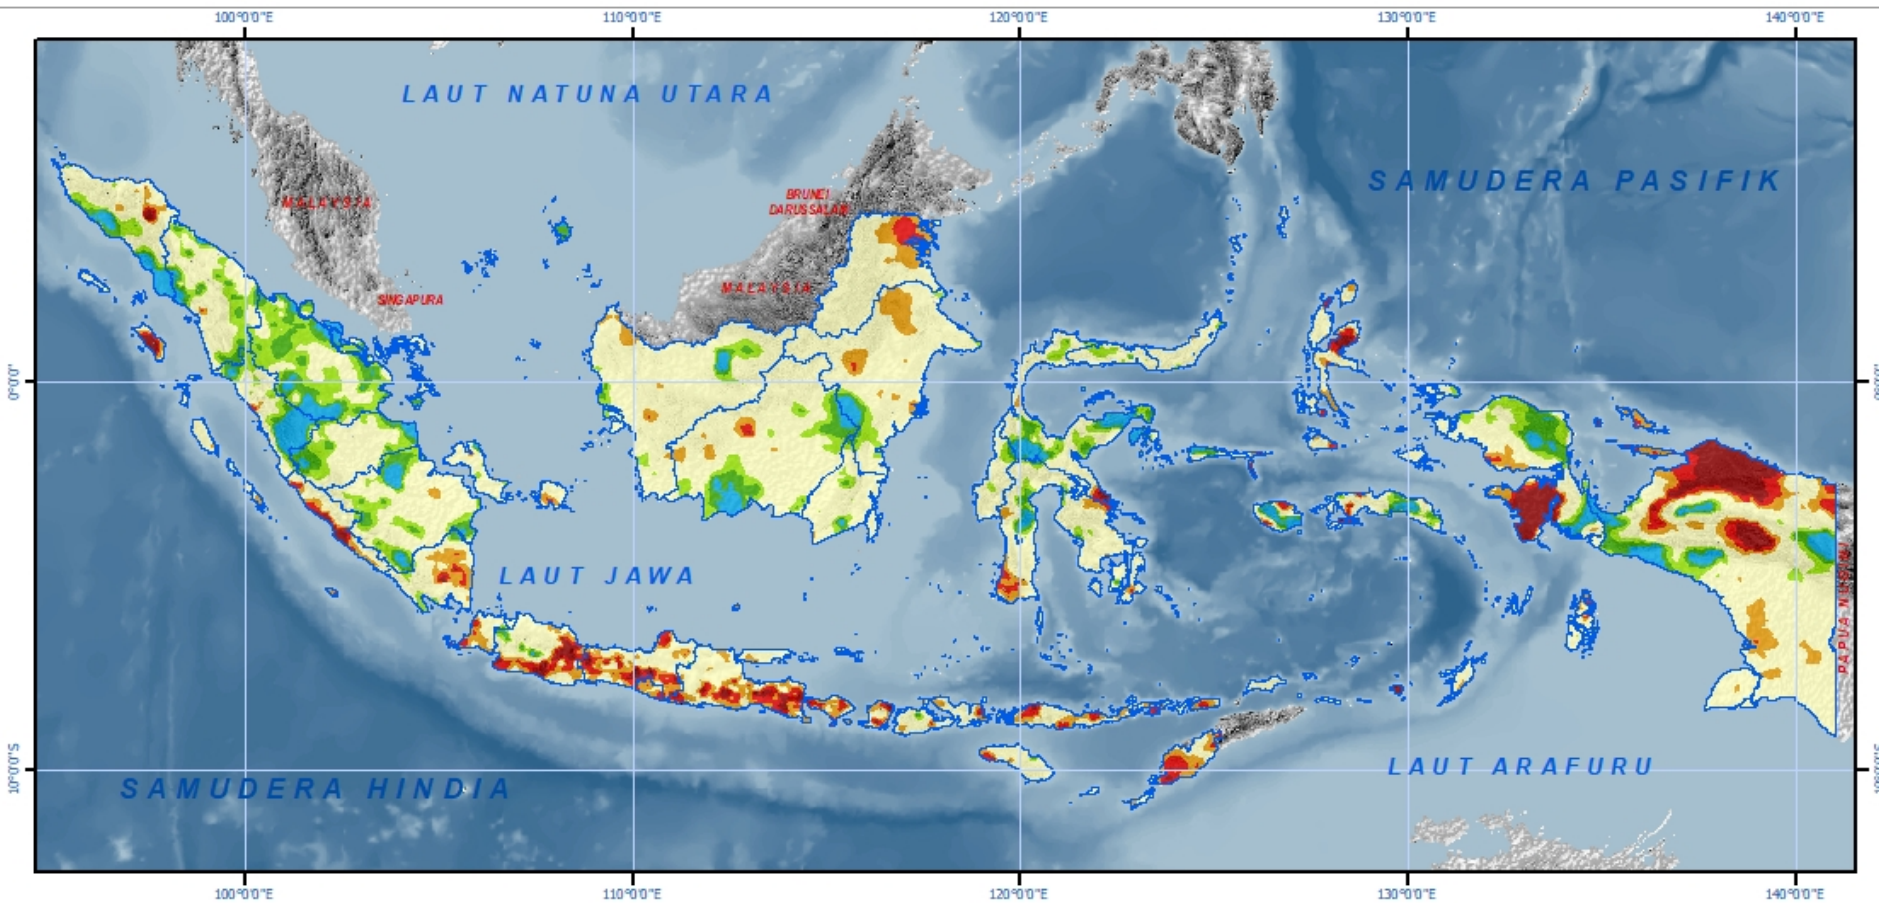 100°0'0"E 110°0'0"E 120°0'0"E 130°0'0"E 140°0'0"E
LAUT NATUNA UTARA
SAMUDERA PASIFIK
BRUNEI
DARUSSALAM
MALAYSIA
MALAYSIA
SINGAPURA
0°0'0"
LAUT JAWA
PAPUA NUGINI
LAUT ARAFURU
10°0'0"S
SAMUDERA HINDIA
100°0'0"E 110°0'0"E 120°0'0"E 130°0'0"E 140°0'0"E